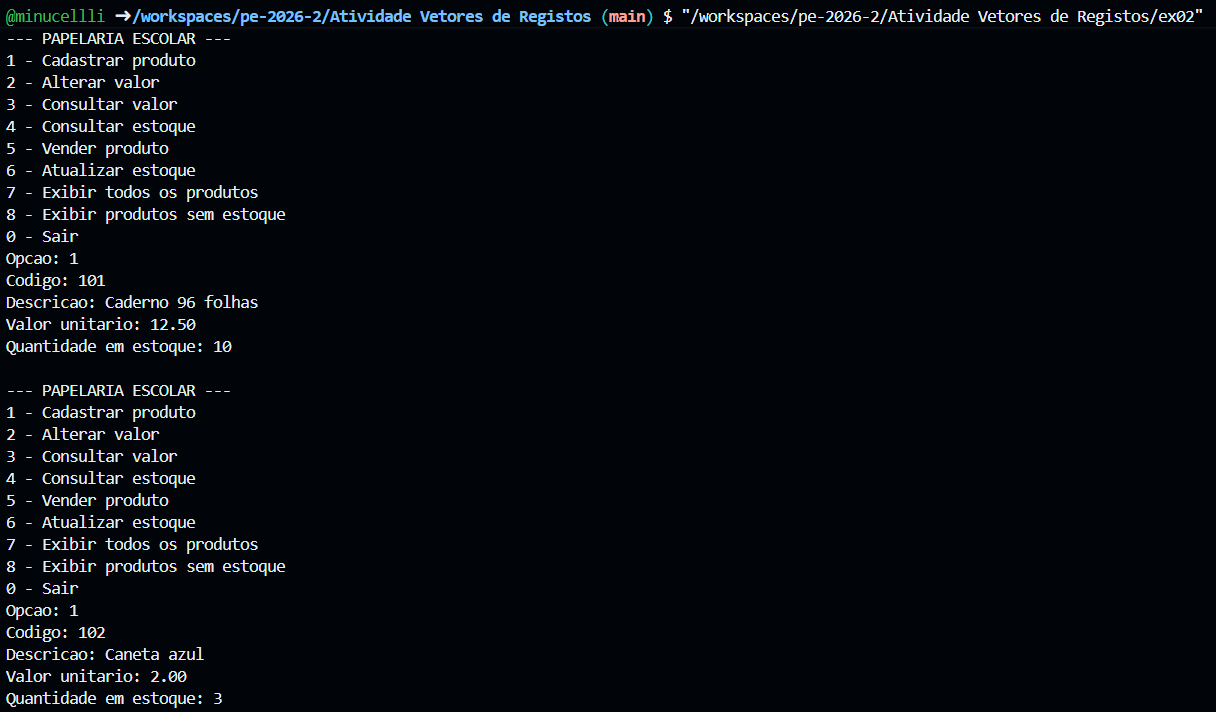 @minucellli ➜/workspaces/pe-2026-2/Atividade Vetores de Registos (main) $ "/workspaces/pe-2026-2/Atividade Vetores de Registos/ex02"
--- PAPELARIA ESCOLAR ---
1 - Cadastrar produto
2 - Alterar valor
3 - Consultar valor
4 - Consultar estoque
5 - Vender produto
6 - Atualizar estoque
7 - Exibir todos os produtos
8 - Exibir produtos sem estoque
0 - Sair
Opcao: 1
Codigo: 101
Descricao: Caderno 96 folhas
Valor unitario: 12.50
Quantidade em estoque: 10

--- PAPELARIA ESCOLAR ---
1 - Cadastrar produto
2 - Alterar valor
3 - Consultar valor
4 - Consultar estoque
5 - Vender produto
6 - Atualizar estoque
7 - Exibir todos os produtos
8 - Exibir produtos sem estoque
0 - Sair
Opcao: 1
Codigo: 102
Descricao: Caneta azul
Valor unitario: 2.00
Quantidade em estoque: 3